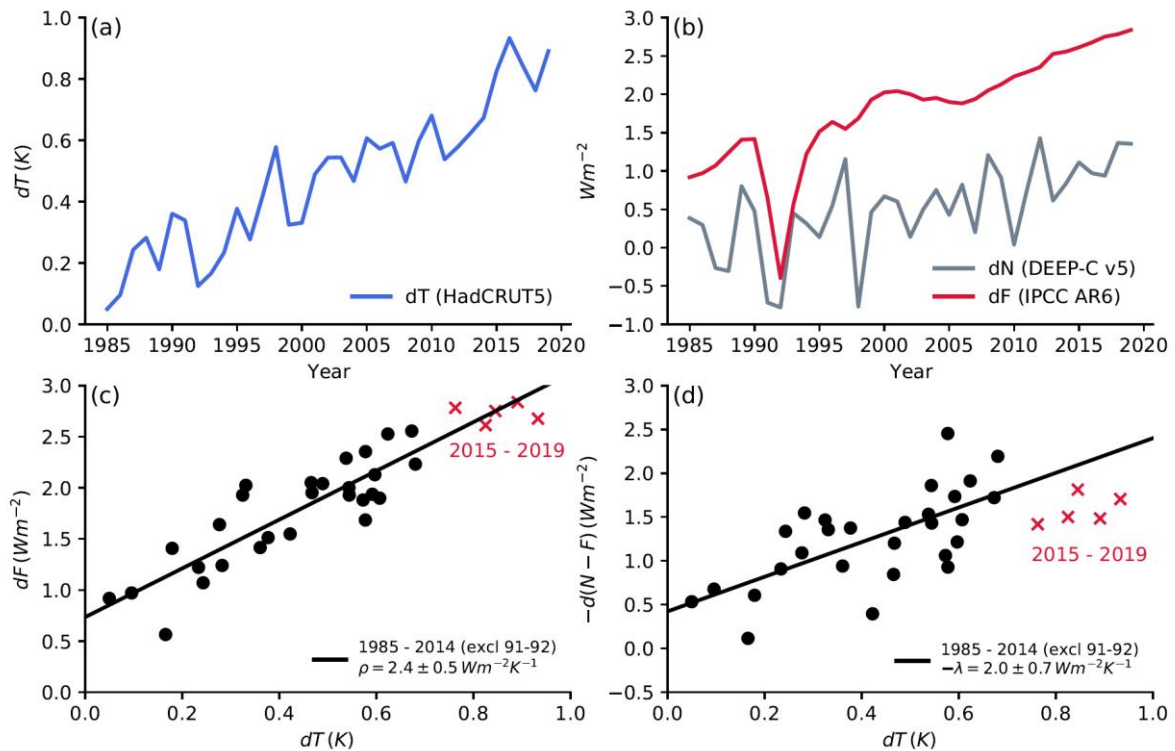 (a)
1.0
0.8
0.6
0.4
0.2
0.0
dT (K)
dT (HadCRUT5)
1985 1990 1995 2000 2005 2010 2015 2020
Year
(b)
3.0
2.5
2.0
1.5
1.0
0.5
0.0
−0.5
−1.0
Wm⁻²
dN (DEEP-C v5)
dF (IPCC AR6)
1985 1990 1995 2000 2005 2010 2015 2020
Year
(c)
3.0
2.5
2.0
1.5
1.0
0.5
0.0
dF (Wm⁻²)
2015 - 2019
1985 - 2014 (excl 91-92)
ρ = 2.4 ± 0.5 Wm⁻²K⁻¹
0.0 0.2 0.4 0.6 0.8 1.0
dT (K)
(d)
3.0
2.5
2.0
1.5
1.0
0.5
0.0
−0.5
−d(N − F) (Wm⁻²)
2015 - 2019
1985 - 2014 (excl 91-92)
−λ = 2.0 ± 0.7 Wm⁻²K⁻¹
0.0 0.2 0.4 0.6 0.8 1.0
dT (K)